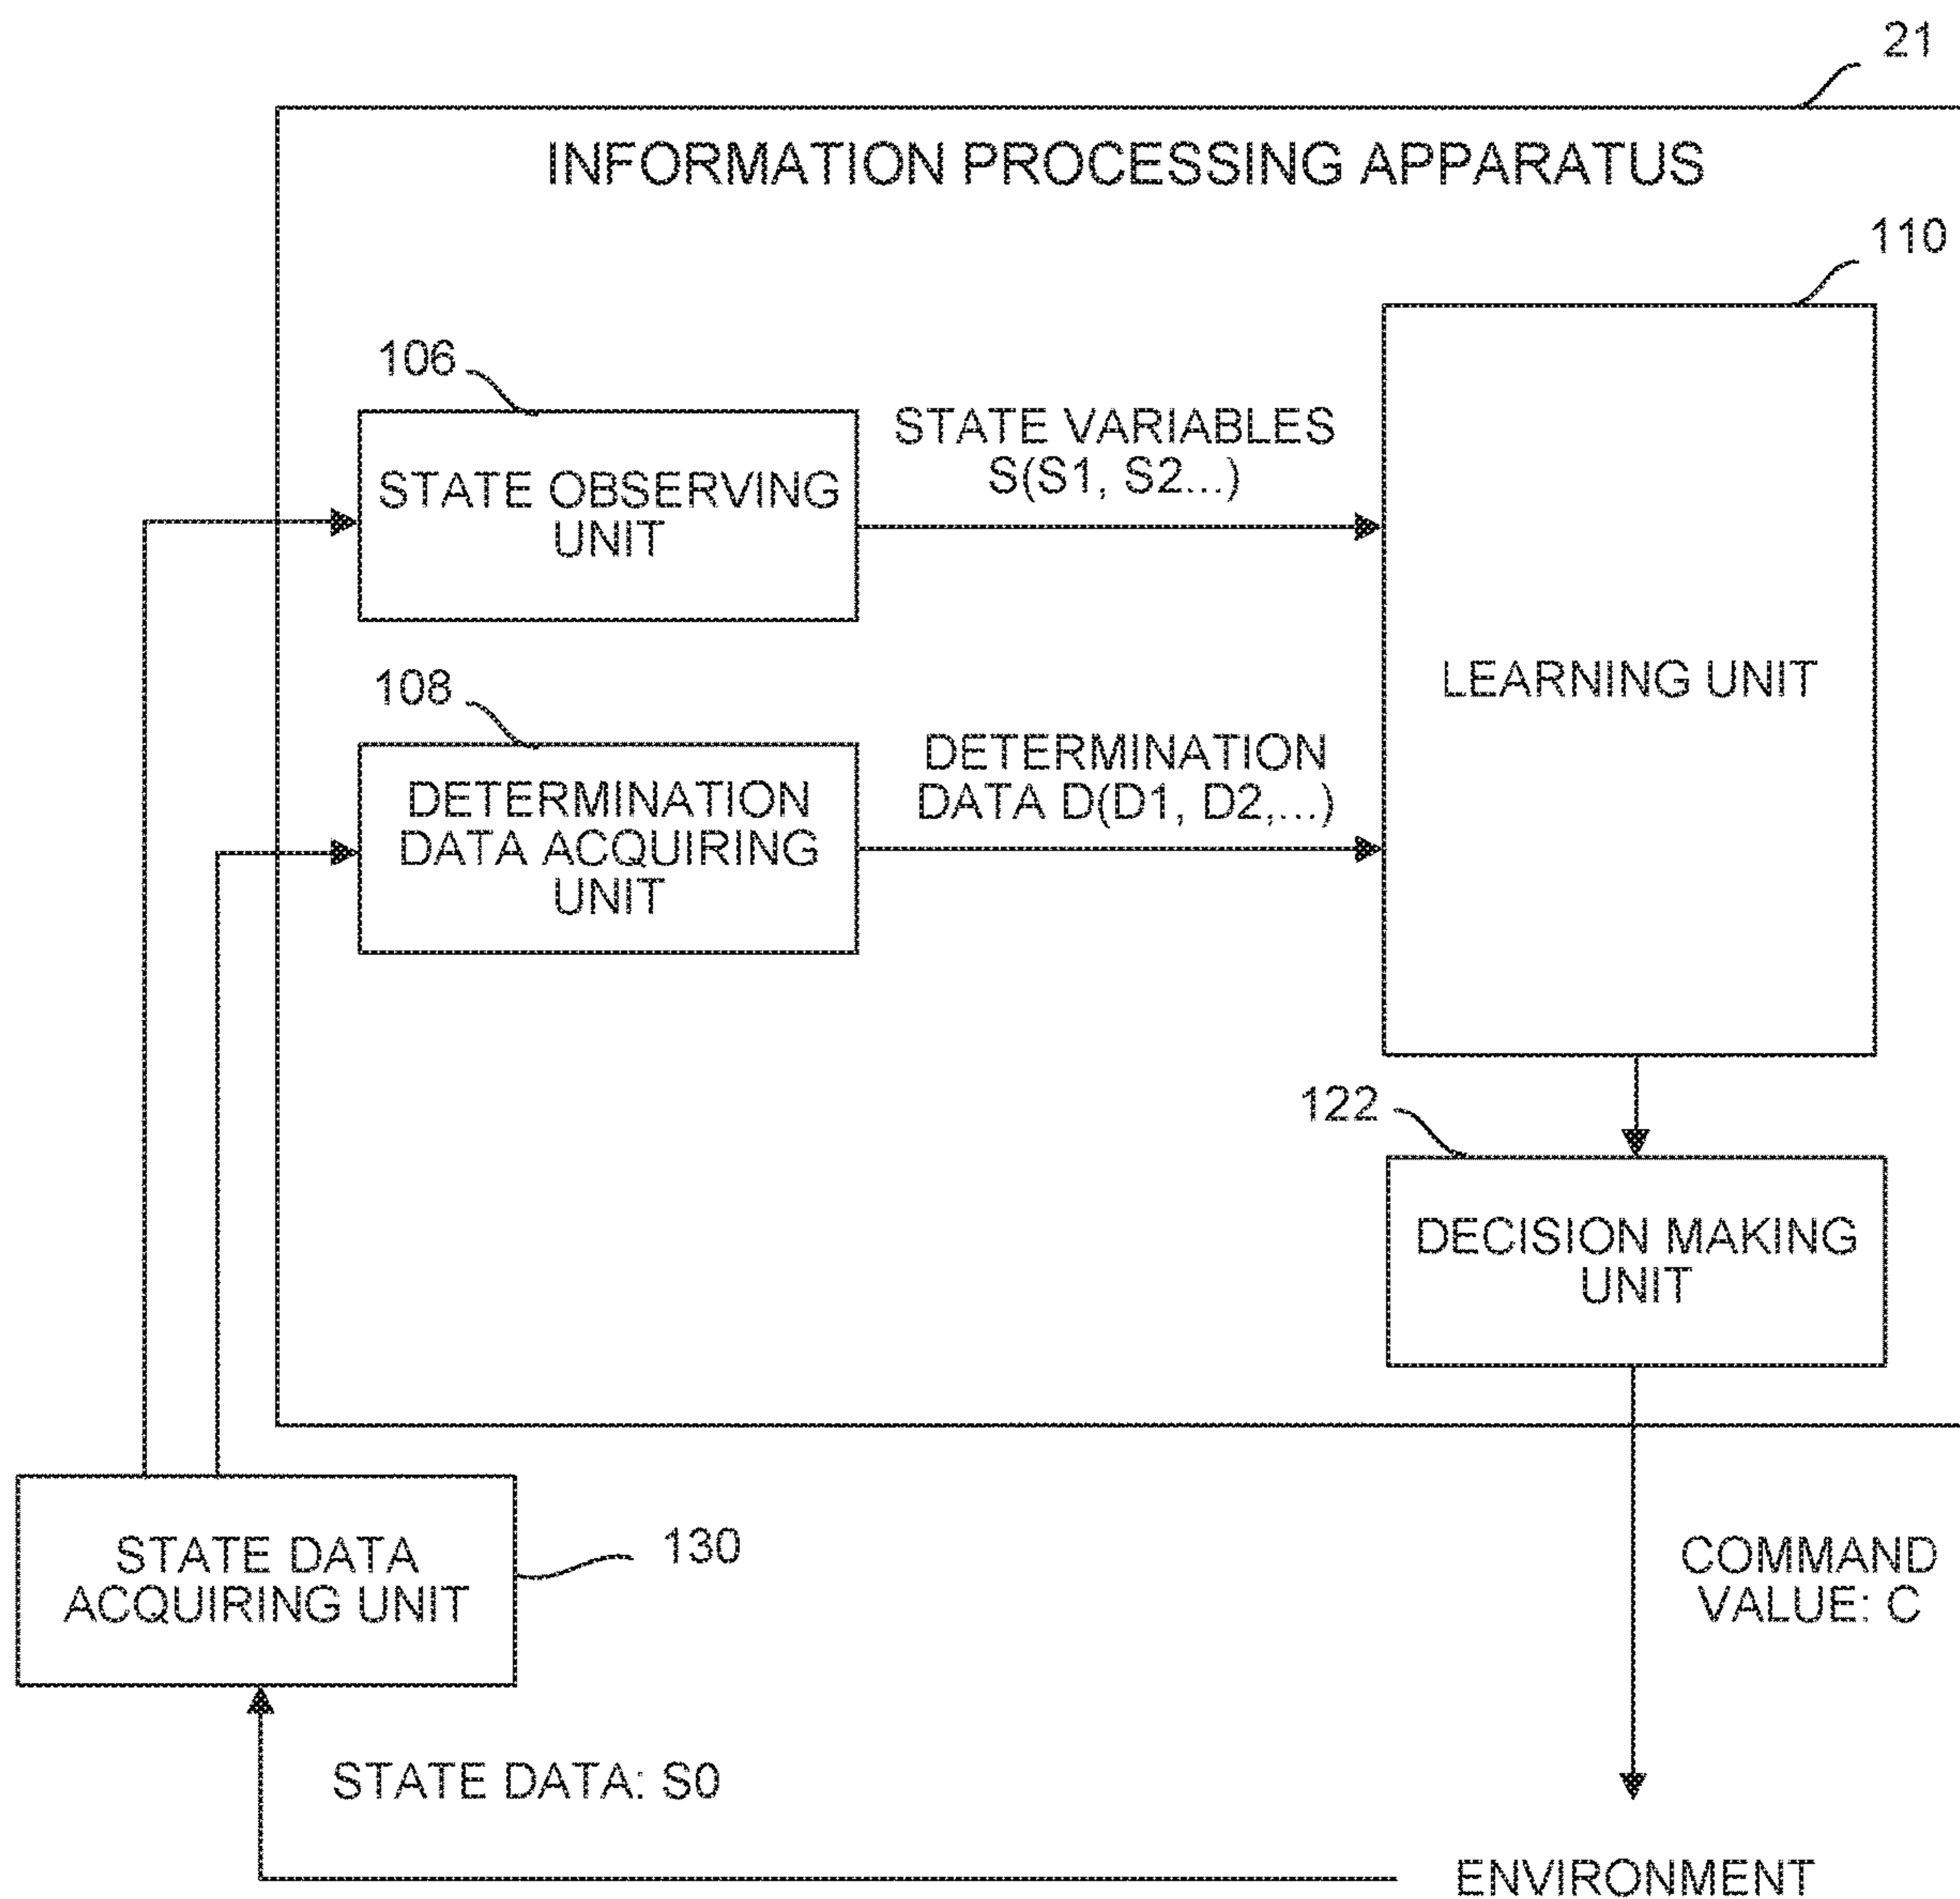 21
INFORMATION PROCESSING APPARATUS
110
106
STATE OBSERVING
UNIT
STATE VARIABLES
S(S1, S2...)
LEARNING UNIT
108
DETERMINATION
DATA ACQUIRING
UNIT
DETERMINATION
DATA D(D1, D2,...)
122
DECISION MAKING
UNIT
STATE DATA
ACQUIRING UNIT
130
COMMAND
VALUE: C
STATE DATA: S0
ENVIRONMENT